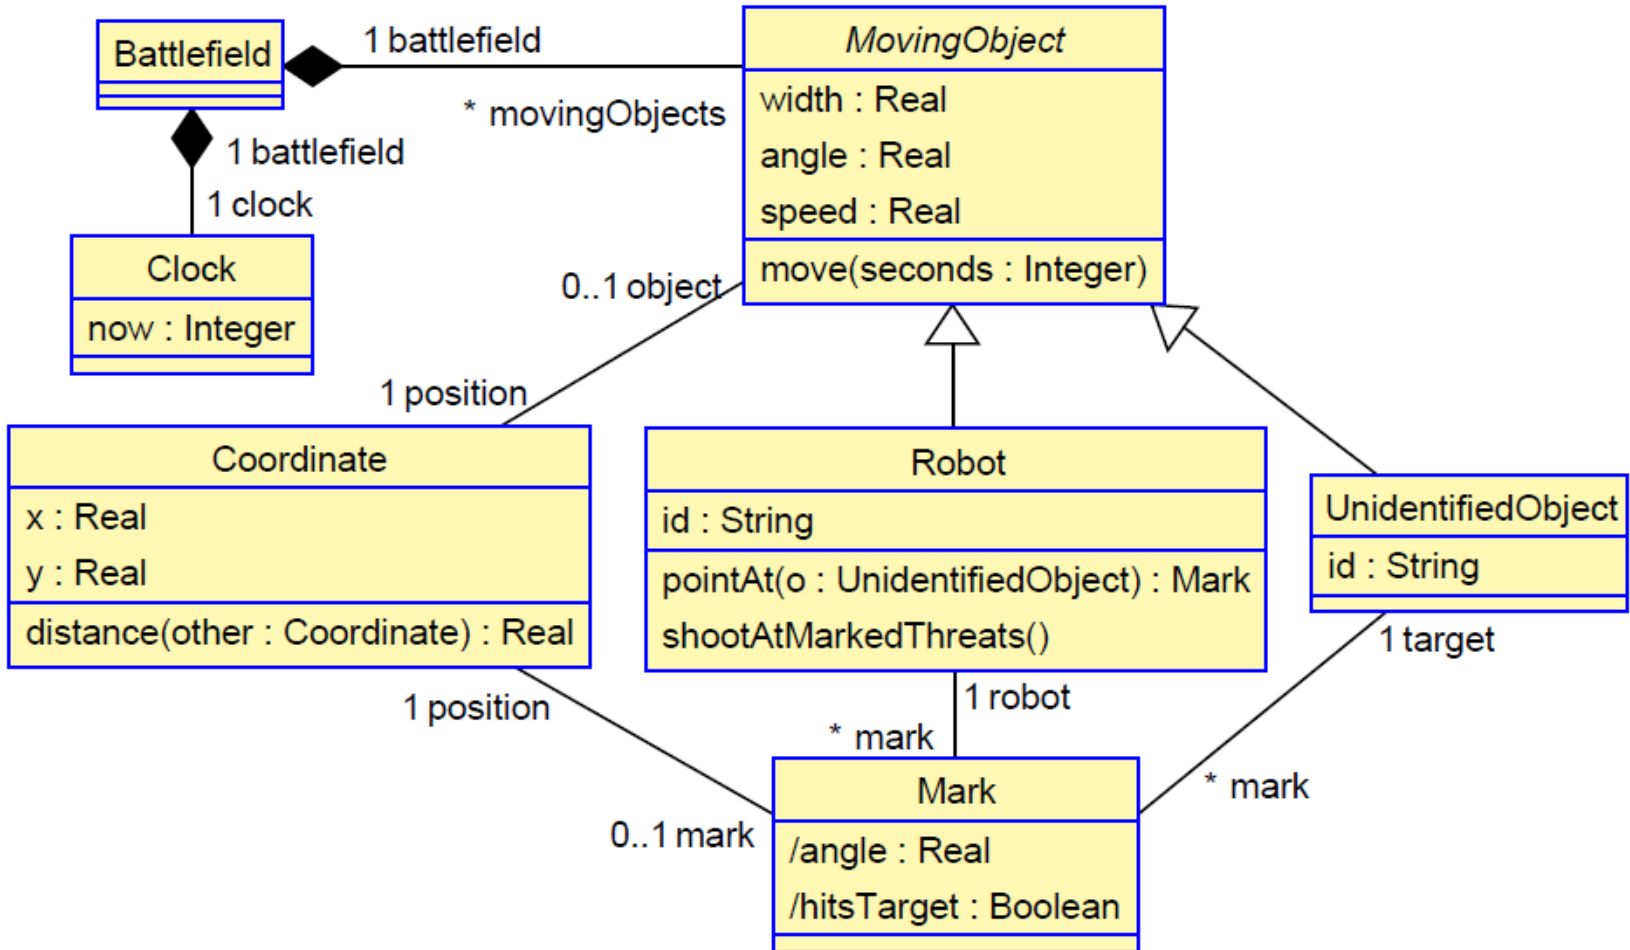 Battlefield
1 battlefield
* movingObjects
MovingObject
width : Real
angle : Real
speed : Real
move(seconds : Integer)
1 battlefield
1 clock
Clock
now : Integer
0..1 object
1 position
Coordinate
x : Real
y : Real
distance(other : Coordinate) : Real
Robot
id : String
pointAt(o : UnidentifiedObject) : Mark
shootAtMarkedThreats()
UnidentifiedObject
id : String
1 target
1 position
1 robot
* mark
* mark
0..1 mark
Mark
/angle : Real
/hitsTarget : Boolean